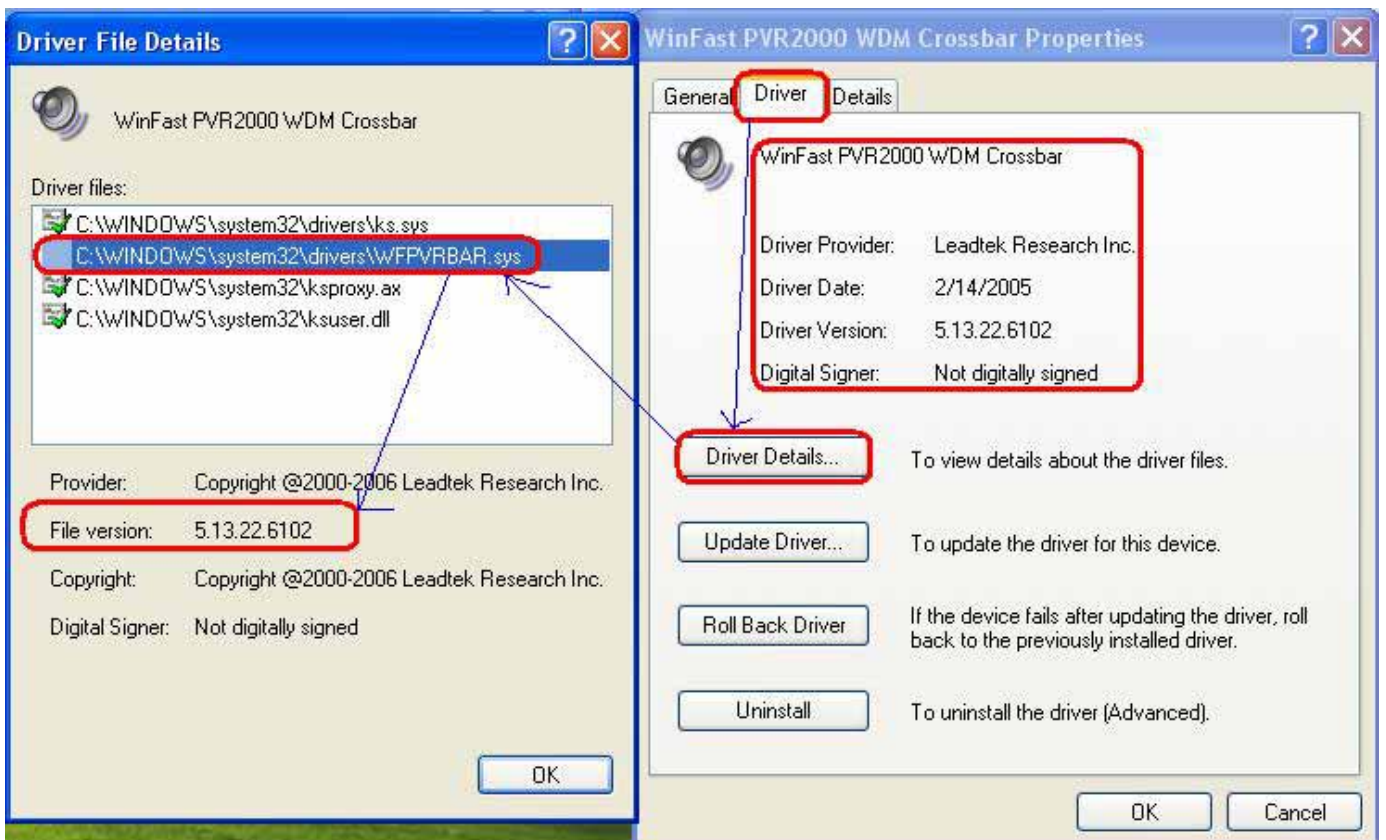 Driver File Details
WinFast PVR2000 WDM Crossbar
Driver files:
C:\WINDOWS\system32\drivers\ks.sys
C:\WINDOWS\system32\drivers\WFPVRBAR.sys
C:\WINDOWS\system32\ksproxy.ax
C:\WINDOWS\system32\ksuser.dll
Provider: Copyright @2000-2006 Leadtek Research Inc.
File version: 5.13.22.6102
Copyright: Copyright @2000-2006 Leadtek Research Inc.
Digital Signer: Not digitally signed
OK
WinFast PVR2000 WDM Crossbar Properties
General Driver Details
WinFast PVR2000 WDM Crossbar
Driver Provider: Leadtek Research Inc.
Driver Date: 2/14/2005
Driver Version: 5.13.22.6102
Digital Signer: Not digitally signed
Driver Details... To view details about the driver files.
Update Driver... To update the driver for this device.
Roll Back Driver If the device fails after updating the driver, roll
back to the previously installed driver.
Uninstall To uninstall the driver (Advanced).
OK Cancel